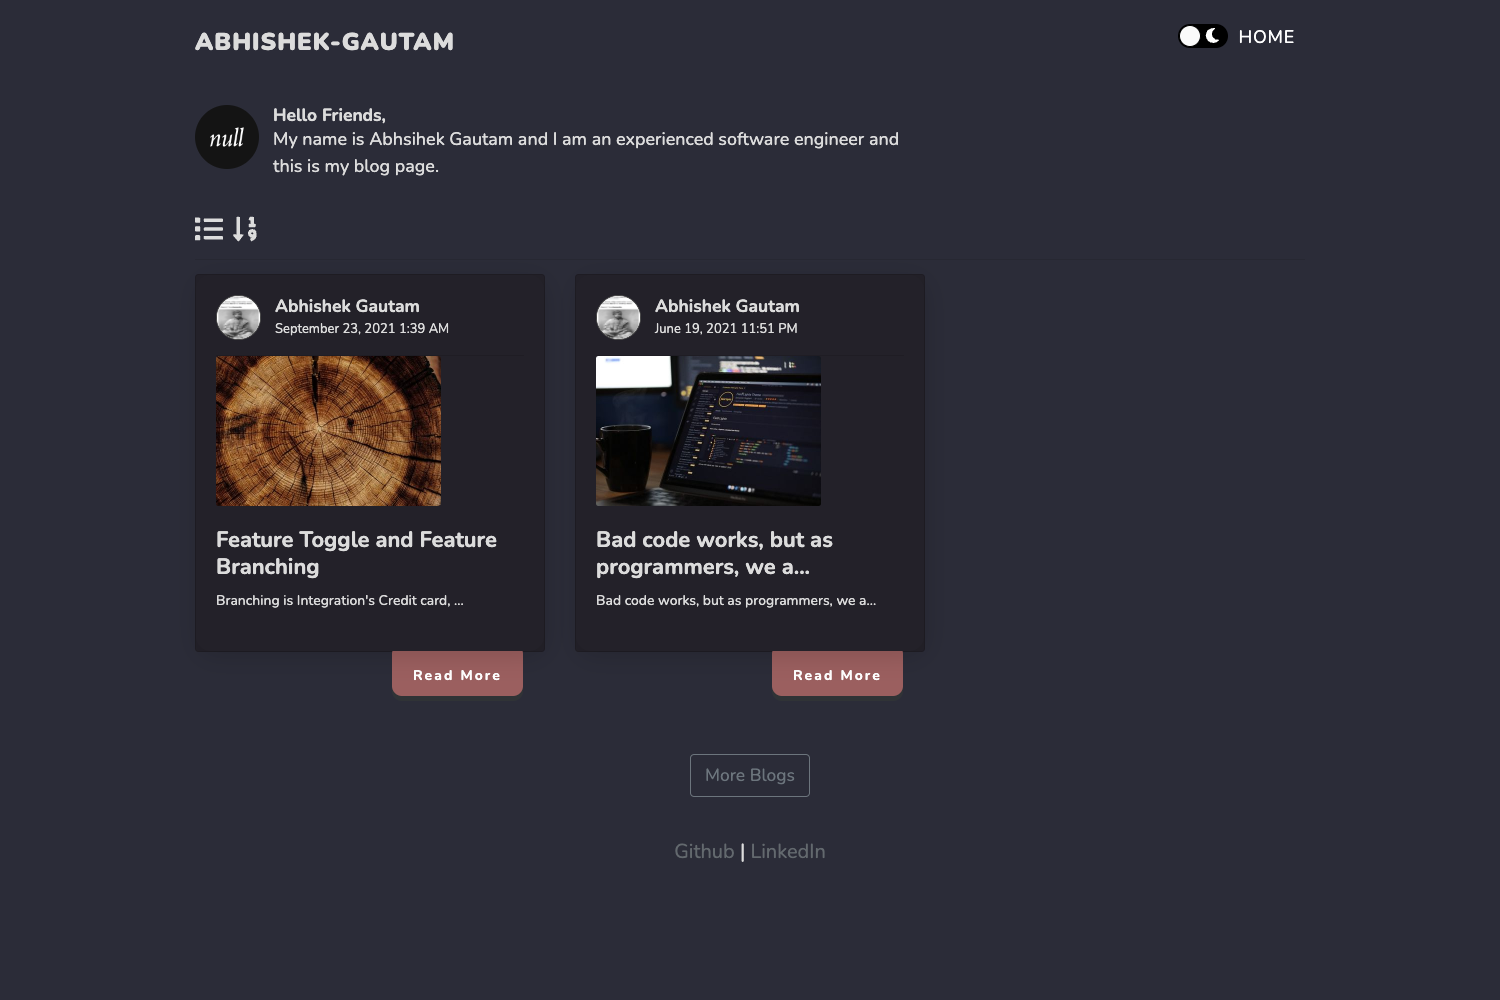 ABHISHEK-GAUTAM
HOME
null
Hello Friends,
My name is Abhsihek Gautam and I am an experienced software engineer and
this is my blog page.
Abhishek Gautam
September 23, 2021 1:39 AM
Feature Toggle and Feature
Branching
Branching is Integration's Credit card, ...
Read More
Abhishek Gautam
June 19, 2021 11:51 PM
Bad code works, but as
programmers, we a...
Bad code works, but as programmers, we a...
Read More
More Blogs
Github | LinkedIn